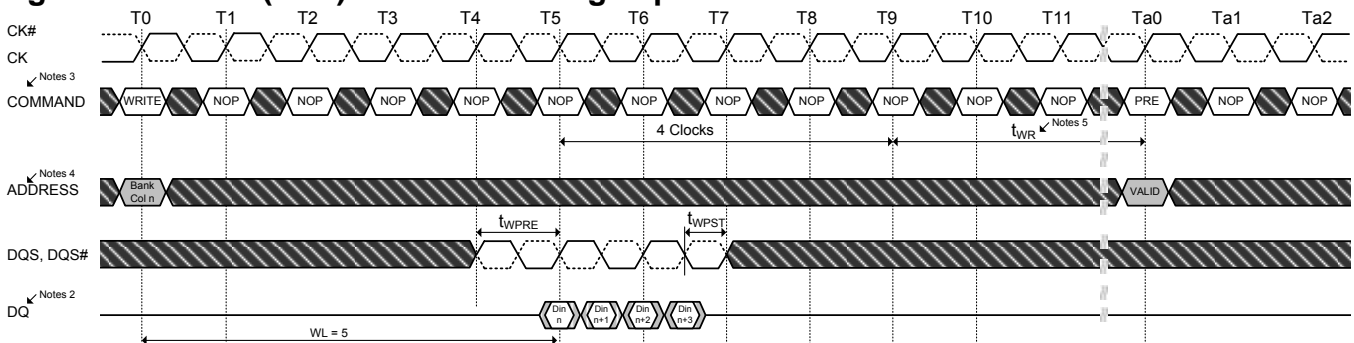 T0 T1 T2 T3 T4 T5 T6 T7 T8 T9 T10 T11 Ta0 Ta1 Ta2
CK#
CK
Notes 3
COMMAND WRITE NOP NOP NOP NOP NOP NOP NOP NOP NOP NOP NOP PRE NOP NOP
4 Clocks tWR Notes 5
Notes 4
ADDRESS Bank Col n VALID
tWPRE tWPST
DQS, DQS#
Notes 2
DQ Din n Din n+1 Din n+2 Din n+3
WL = 5